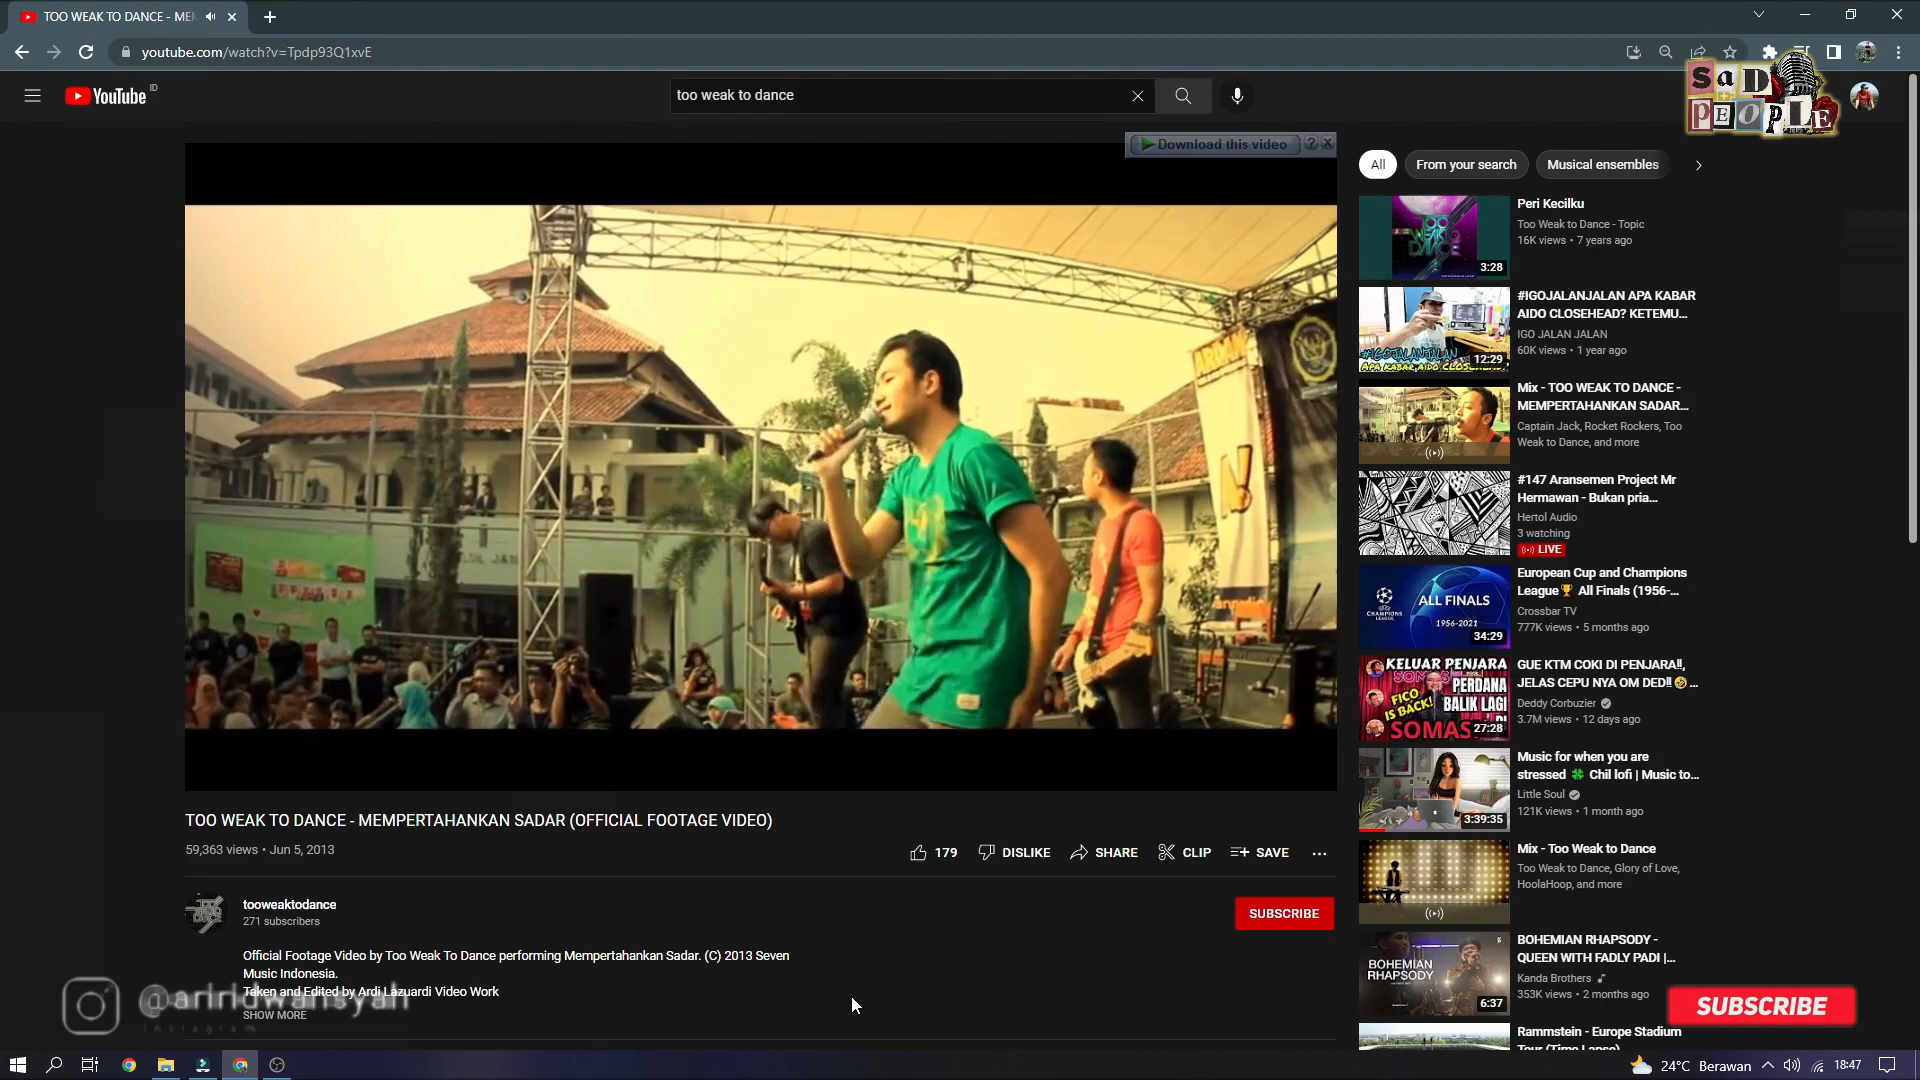 TOO WEAK TO DANCE - MEM
youtube.com/watch?v=Tpdp93Q1xvE
YouTube ID
too weak to dance
SaD
PEOPLE
Download this video ?
All
From your search
Musical ensembles
Peri Kecilku
Too Weak to Dance - Topic
16K views • 7 years ago
3:28
#IGOJALANJALAN APA KABAR
AIDO CLOSEHEAD? KETEMU...
IGO JALAN JALAN
60K views • 1 year ago
#IGOJALANJALAN
12:29
Mix - TOO WEAK TO DANCE -
MEMPERTAHANKAN SADAR...
Captain Jack, Rocket Rockers, Too
Weak to Dance, and more
#147 Aransemen Project Mr
Hermawan - Bukan pria...
Hertol Audio
3 watching
LIVE
European Cup and Champions
League🏆 All Finals (1956-...
Crossbar TV
777K views • 5 months ago
CHAMPIONS
LEAGUE
ALL FINALS
1956-2021
34:29
GUE KTM COKI DI PENJARA‼,
JELAS CEPU NYA OM DED‼🤣...
Deddy Corbuzier
3.7M views • 12 days ago
KELUAR PENJARA
PERDANA
FICO
IS BACK!
BALIK LAGI
SOMAS
DI
27:28
Music for when you are
stressed 🍀 Chil lofi | Music to...
Little Soul
121K views • 1 month ago
3:39:35
Mix - Too Weak to Dance
Too Weak to Dance, Glory of Love,
HoolaHoop, and more
BOHEMIAN RHAPSODY -
QUEEN WITH FADLY PADI |...
Kanda Brothers
353K views • 2 months ago
BOHEMIAN
RHAPSODY
6:37
Rammstein - Europe Stadium
Tour (Time Lapse)
TOO WEAK TO DANCE - MEMPERTAHANKAN SADAR (OFFICIAL FOOTAGE VIDEO)
59,363 views • Jun 5, 2013
179
DISLIKE
SHARE
CLIP
SAVE
tooweaktodance
271 subscribers
SUBSCRIBE
Official Footage Video by Too Weak To Dance performing Mempertahankan Sadar. (C) 2013 Seven
Music Indonesia.
Taken and Edited by Ardi Lazuardi Video Work
SHOW MORE
@ariridwansyah
Instagram
SUBSCRIBE
24°C Berawan
18:47